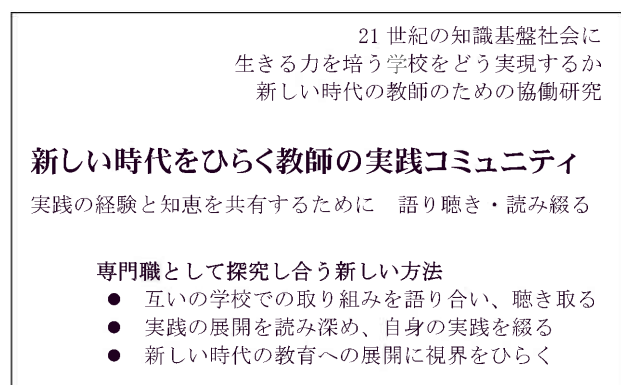 21 世紀の知識基盤社会に
生きる力を培う学校をどう実現するか
新しい時代の教師のための協働研究
新しい時代をひらく教師の実践コミュニティ
実践の経験と知恵を共有するために　語り聴き・読み綴る
専門職として探究し合う新しい方法
● 互いの学校での取り組みを語り合い、聴き取る
● 実践の展開を読み深め、自身の実践を綴る
● 新しい時代の教育への展開に視界をひらく